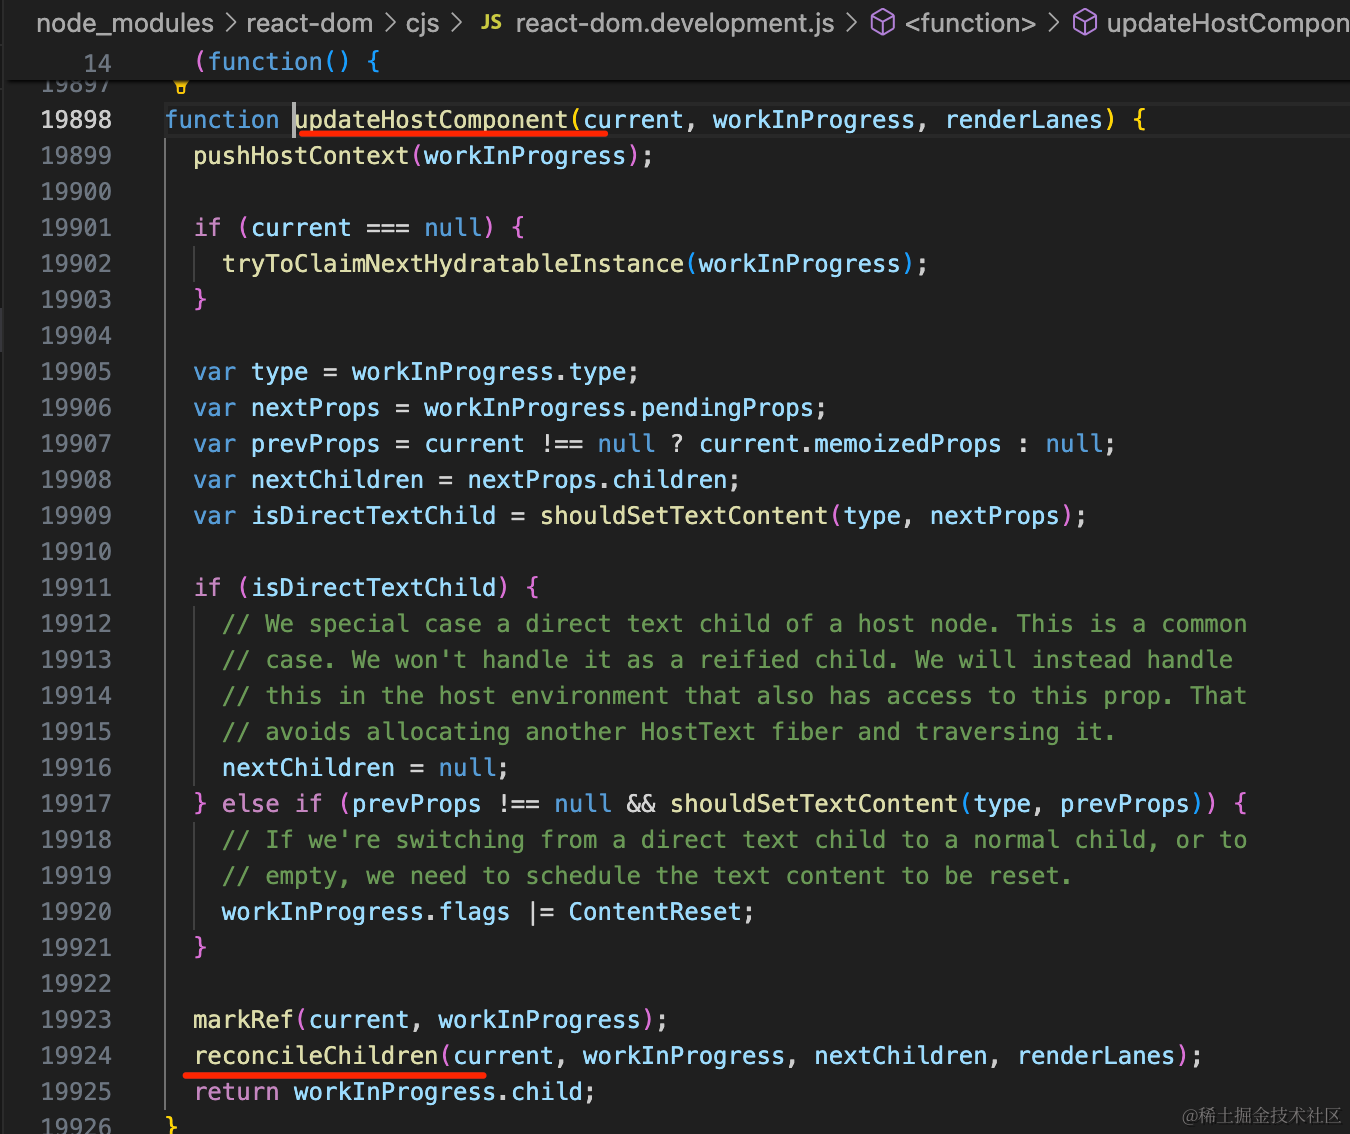 node_modules > react-dom > cjs > JS react-dom.development.js > <function> > updateHostCompon
14 (function() {
19897
19898 function updateHostComponent(current, workInProgress, renderLanes) {
19899 pushHostContext(workInProgress);
19900
19901 if (current === null) {
19902 tryToClaimNextHydratableInstance(workInProgress);
19903 }
19904
19905 var type = workInProgress.type;
19906 var nextProps = workInProgress.pendingProps;
19907 var prevProps = current !== null ? current.memoizedProps : null;
19908 var nextChildren = nextProps.children;
19909 var isDirectTextChild = shouldSetTextContent(type, nextProps);
19910
19911 if (isDirectTextChild) {
19912 // We special case a direct text child of a host node. This is a common
19913 // case. We won't handle it as a reified child. We will instead handle
19914 // this in the host environment that also has access to this prop. That
19915 // avoids allocating another HostText fiber and traversing it.
19916 nextChildren = null;
19917 } else if (prevProps !== null && shouldSetTextContent(type, prevProps)) {
19918 // If we're switching from a direct text child to a normal child, or to
19919 // empty, we need to schedule the text content to be reset.
19920 workInProgress.flags |= ContentReset;
19921 }
19922
19923 markRef(current, workInProgress);
19924 reconcileChildren(current, workInProgress, nextChildren, renderLanes);
19925 return workInProgress.child;
19926 }
@稀土掘金技术社区